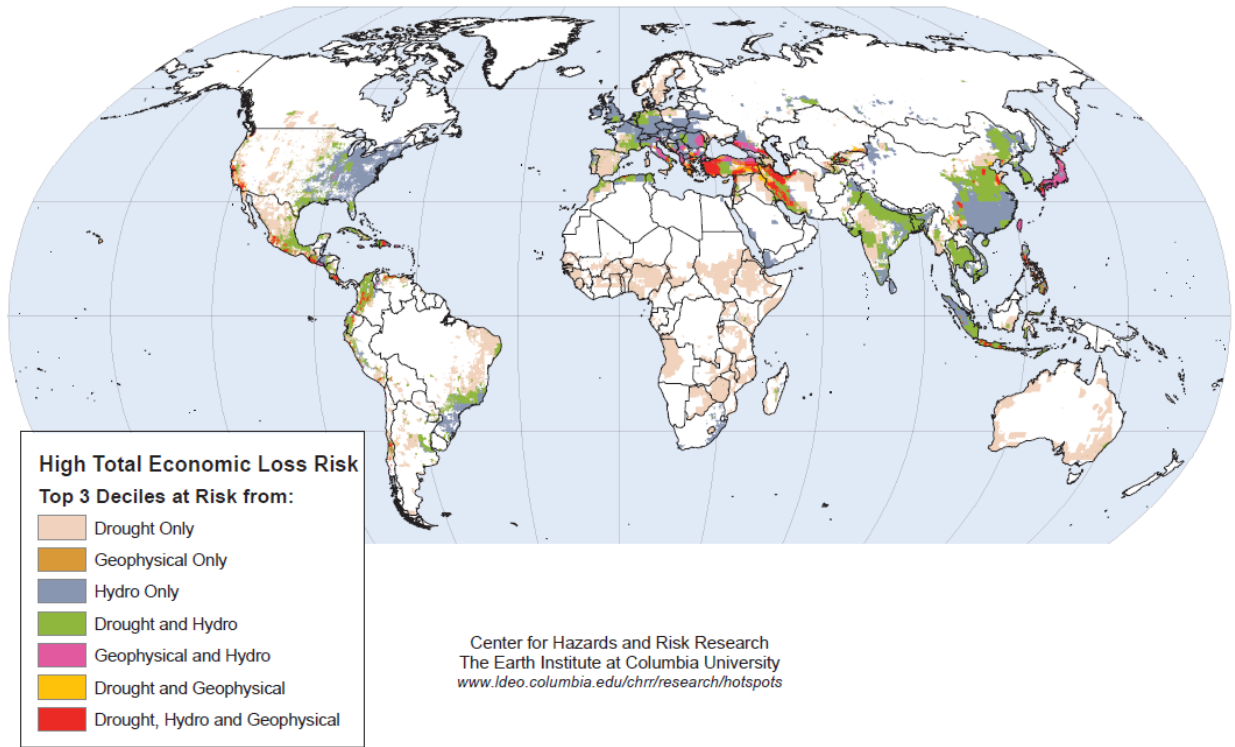 High Total Economic Loss Risk
Top 3 Deciles at Risk from:
Drought Only
Geophysical Only
Hydro Only
Drought and Hydro
Geophysical and Hydro
Drought and Geophysical
Drought, Hydro and Geophysical
Center for Hazards and Risk Research
The Earth Institute at Columbia University
www.ldeo.columbia.edu/chrr/research/hotspots